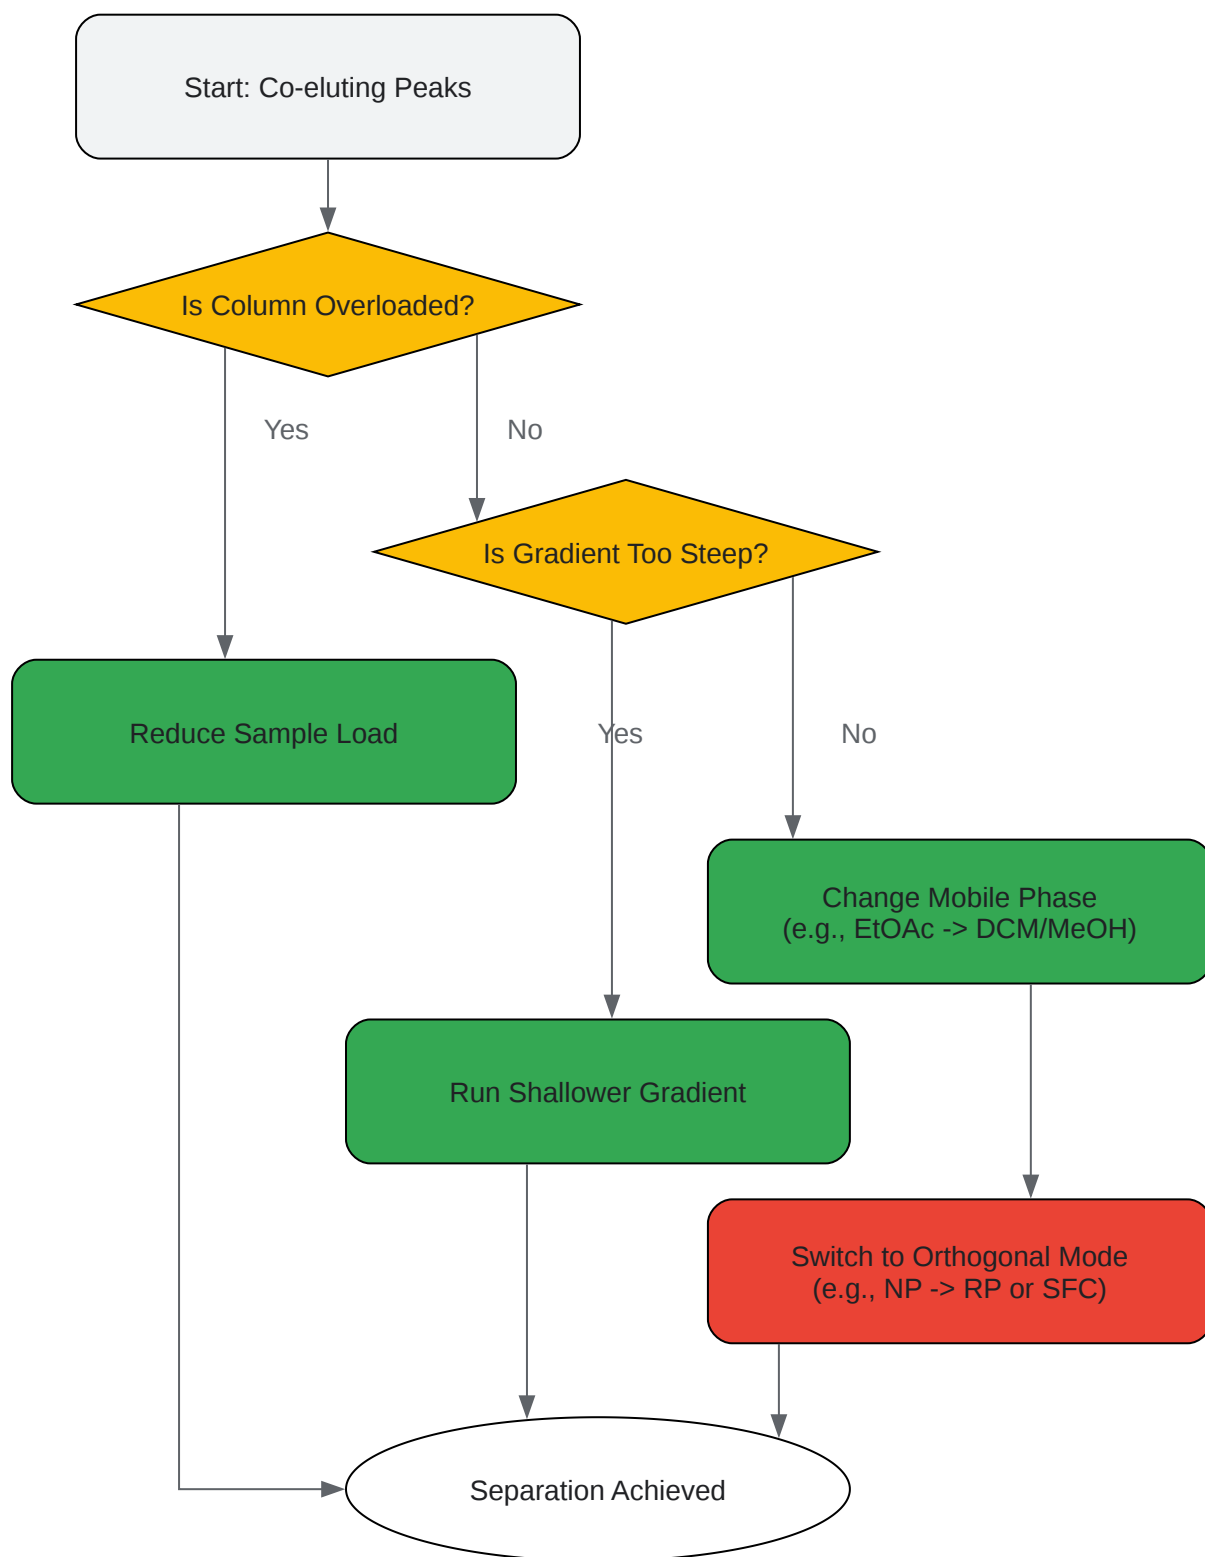 Start: Co-eluting Peaks
Is Column Overloaded?
Yes
No
Is Gradient Too Steep?
Reduce Sample Load
Yes
No
Change Mobile Phase
(e.g., EtOAc -> DCM/MeOH)
Run Shallower Gradient
Switch to Orthogonal Mode
(e.g., NP -> RP or SFC)
Separation Achieved